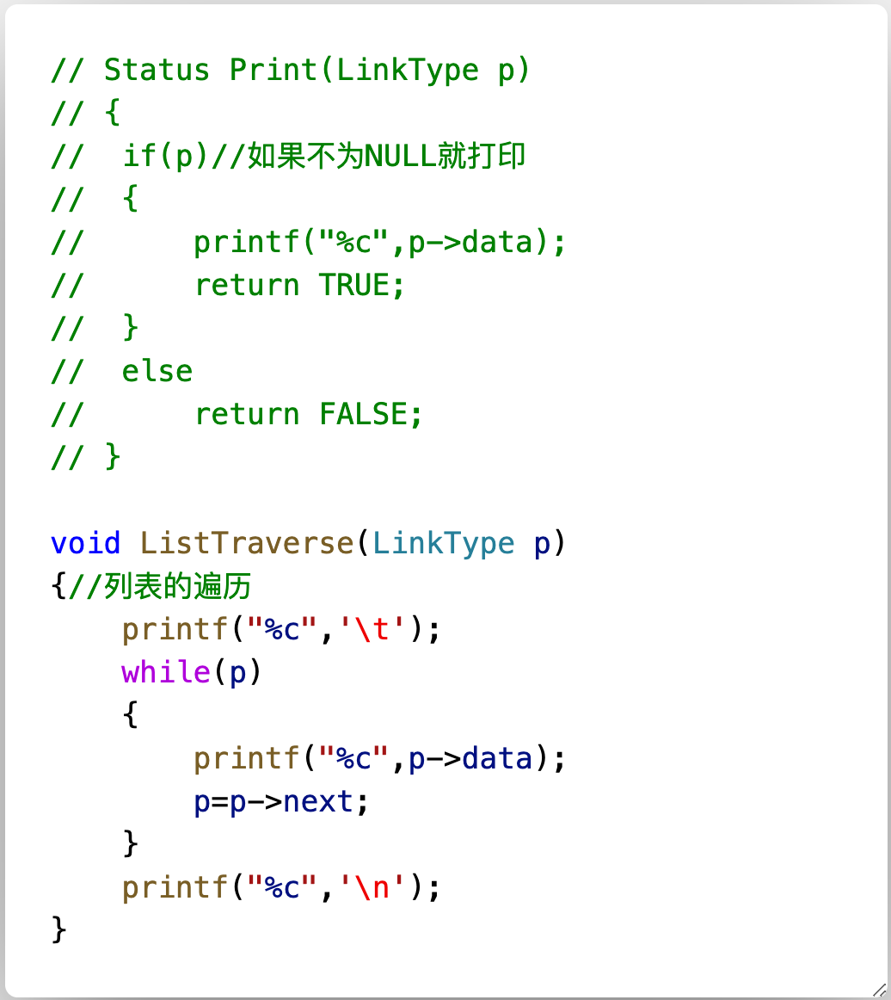 // Status Print(LinkType p)
// {
//  if(p)//如果不为NULL就打印
//  {
//      printf("%c",p->data);
//      return TRUE;
//  }
//  else
//      return FALSE;
// }

void ListTraverse(LinkType p)
{//列表的遍历
    printf("%c",'\t');
    while(p)
    {
        printf("%c",p->data);
        p=p->next;
    }
    printf("%c",'\n');
}